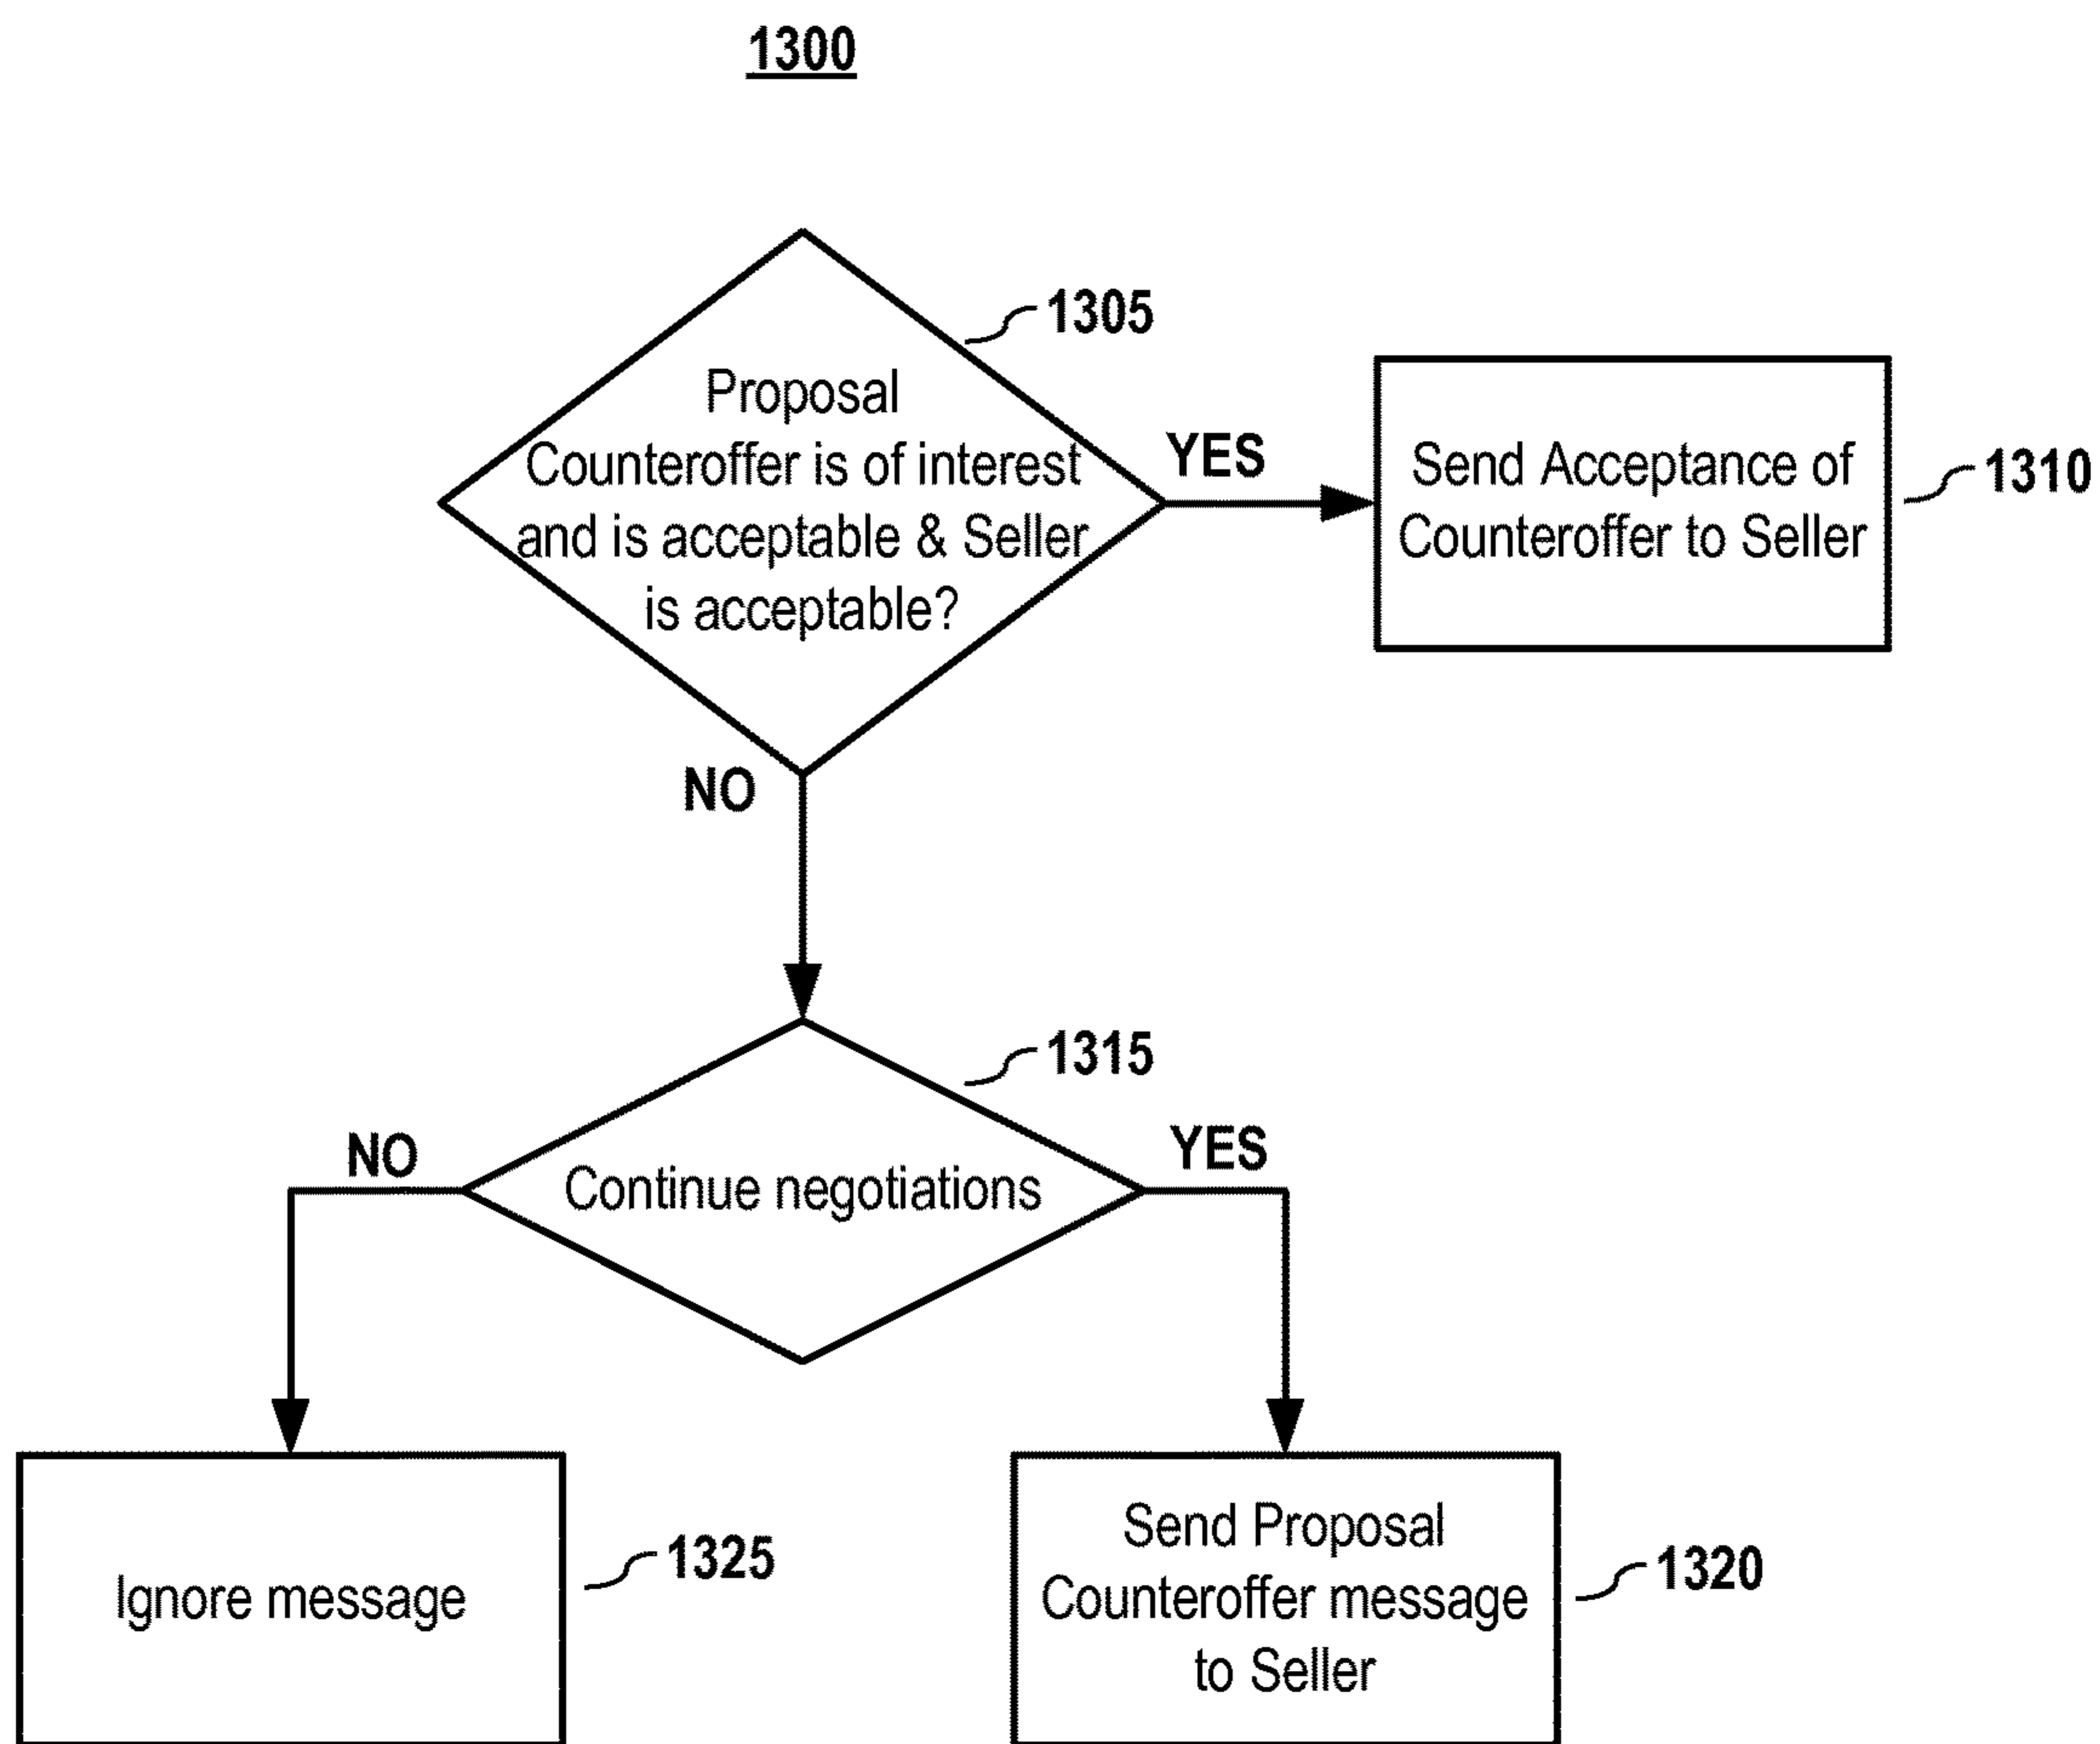 1300
1305
Proposal
Counteroffer is of interest
and is acceptable & Seller
is acceptable?
YES
Send Acceptance of
Counteroffer to Seller
1310
NO
1315
NO
Continue negotiations
YES
Ignore message
1325
Send Proposal
Counteroffer message
to Seller
1320